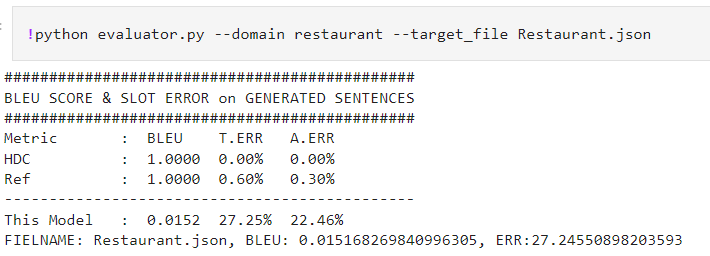 !python evaluator.py --domain restaurant --target_file Restaurant.json
##############################################
BLEU SCORE & SLOT ERROR on GENERATED SENTENCES
##############################################
Metric       :  BLEU    T.ERR   A.ERR
HDC          :  1.0000  0.00%   0.00%
Ref          :  1.0000  0.60%   0.30%
----------------------------------------------
This Model   :  0.0152  27.25%  22.46%
FIELNAME: Restaurant.json, BLEU: 0.015168269840996305, ERR:27.24550898203593